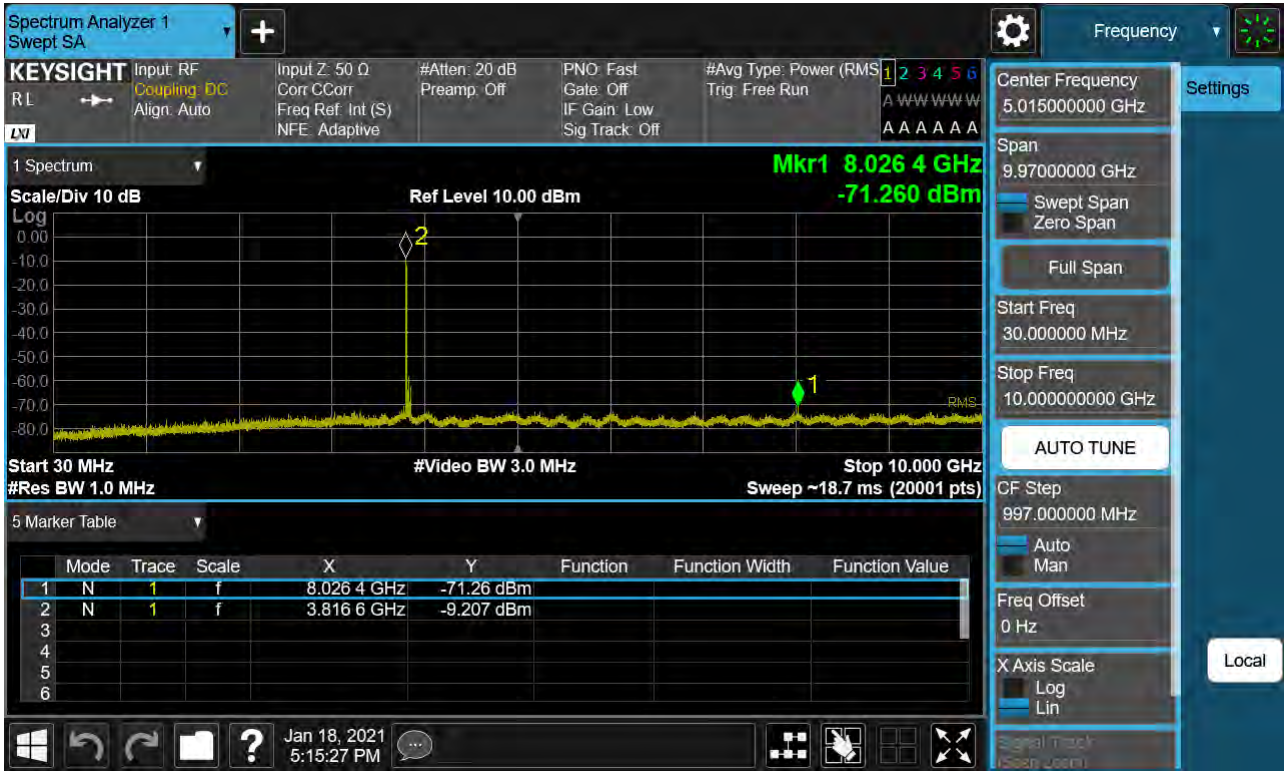 Spectrum Analyzer 1
Swept SA
+
Frequency
KEYSIGHT
RL
LXI
Input: RF
Coupling: DC
Align: Auto
Input Z: 50 Ω
Corr CCorr
Freq Ref: Int (S)
NFE: Adaptive
#Atten: 20 dB
Preamp: Off
PNO: Fast
Gate: Off
IF Gain: Low
Sig Track: Off
#Avg Type: Power (RMS
Trig: Free Run
1 2 3 4 5 6
A W W W W W
A A A A A A
Center Frequency
5.015000000 GHz
Settings
Span
9.97000000 GHz
Swept Span
Zero Span
Full Span
Start Freq
30.000000 MHz
Stop Freq
10.000000000 GHz
AUTO TUNE
CF Step
997.000000 MHz
Auto
Man
Freq Offset
0 Hz
X Axis Scale
Log
Lin
Signal Track
(Span Zoom)
Local
1 Spectrum
Mkr1 8.026 4 GHz
-71.260 dBm
Scale/Div 10 dB
Ref Level 10.00 dBm
Log
0.00
-10.0
-20.0
-30.0
-40.0
-50.0
-60.0
-70.0
-80.0
2
1
RMS
Start 30 MHz
#Video BW 3.0 MHz
Stop 10.000 GHz
#Res BW 1.0 MHz
Sweep ~18.7 ms (20001 pts)
5 Marker Table
Mode Trace Scale X Y Function Function Width Function Value
1 N 1 f 8.026 4 GHz -71.26 dBm
2 N 1 f 3.816 6 GHz -9.207 dBm
3
4
5
6
?
Jan 18, 2021
5:15:27 PM